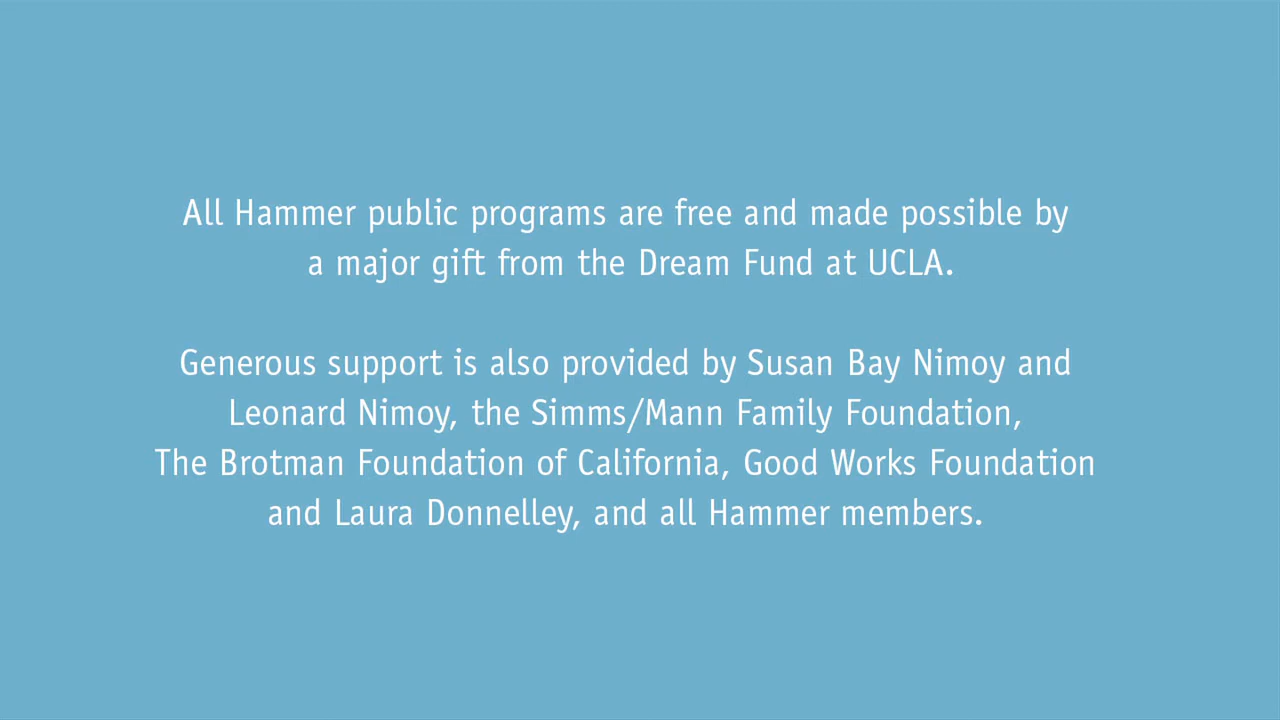 All Hammer public programs are free and made possible by
a major gift from the Dream Fund at UCLA.
Generous support is also provided by Susan Bay Nimoy and
Leonard Nimoy, the Simms/Mann Family Foundation,
The Brotman Foundation of California, Good Works Foundation
and Laura Donnelley, and all Hammer members.